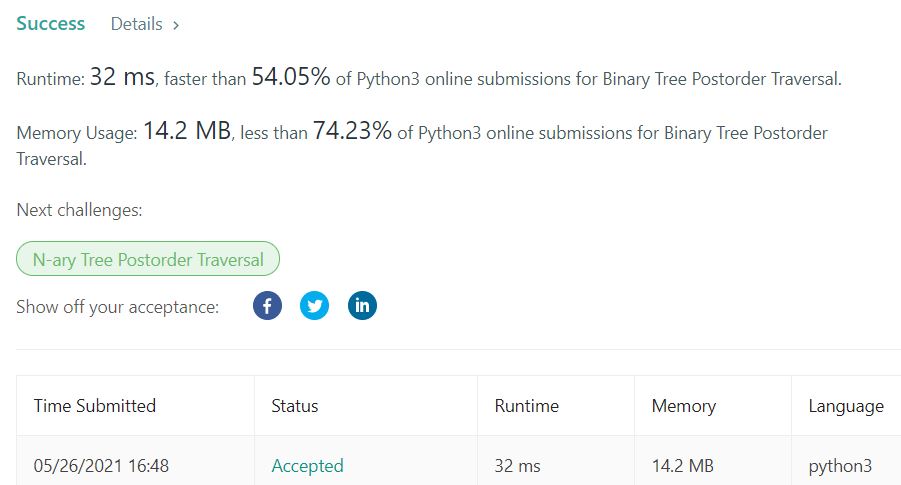 Success Details >
Runtime: 32 ms, faster than 54.05% of Python3 online submissions for Binary Tree Postorder Traversal.
Memory Usage: 14.2 MB, less than 74.23% of Python3 online submissions for Binary Tree Postorder
Traversal.
Next challenges:
N-ary Tree Postorder Traversal
Show off your acceptance: f in
Time Submitted Status Runtime Memory Language
05/26/2021 16:48 Accepted 32 ms 14.2 MB python3